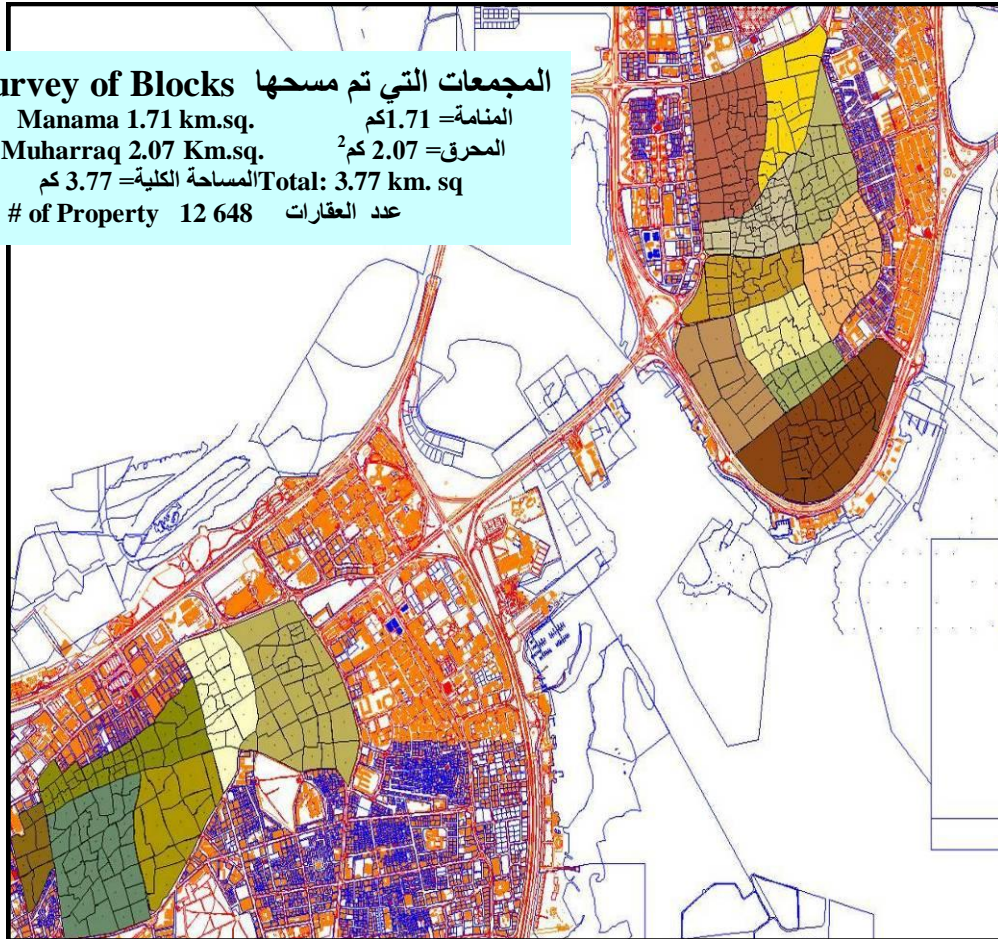 urvey of Blocks المجمعات التي تم مسحها
Manama 1.71 km.sq. المنامة= 1.71كم
Muharraq 2.07 Km.sq. المحرق= 2.07 كم2
Total: 3.77 km. sq المساحة الكلية= 3.77 كم
# of Property 12 648 عدد العقارات